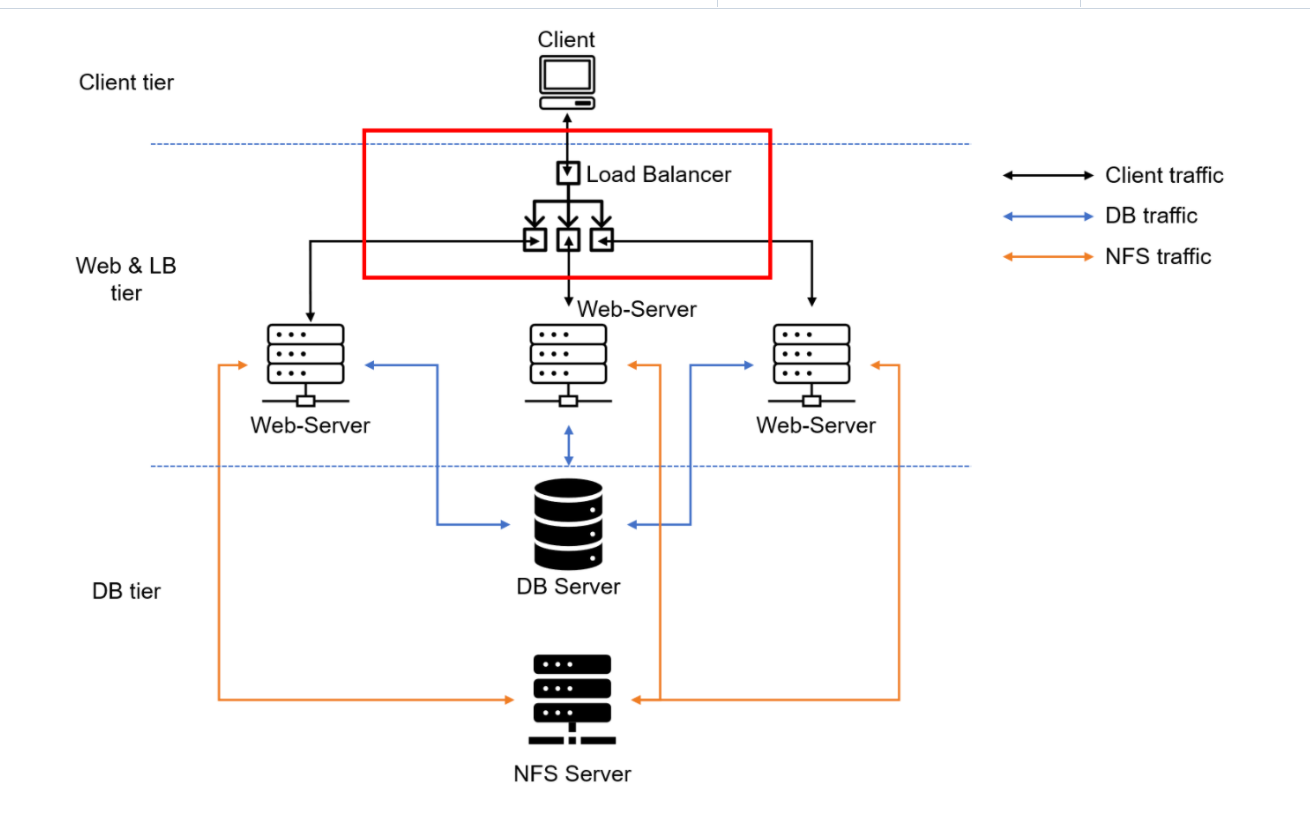 Client
Client tier
Load Balancer
Client traffic
DB traffic
NFS traffic
Web & LB
tier
Web-Server
Web-Server
Web-Server
DB Server
DB tier
NFS Server